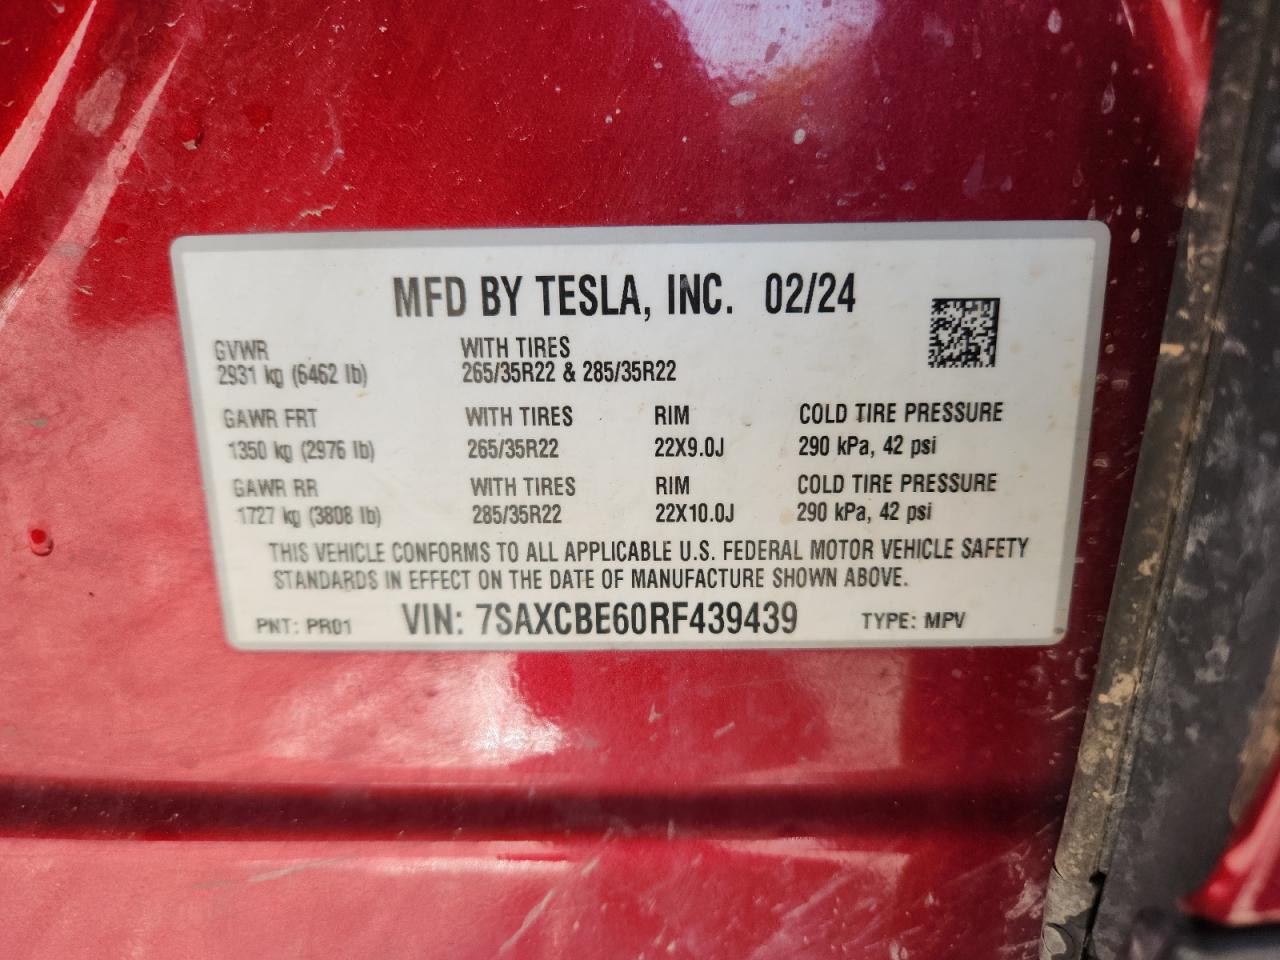 MFD BY TESLA, INC. 02/24
GVWR WITH TIRES
2931 kg (6462 lb) 265/35R22 & 285/35R22
GAWR FRT WITH TIRES RIM COLD TIRE PRESSURE
1350 kg (2976 lb) 265/35R22 22X9.0J 290 kPa, 42 psi
GAWR RR WITH TIRES RIM COLD TIRE PRESSURE
1727 kg (3808 lb) 285/35R22 22X10.0J 290 kPa, 42 psi
THIS VEHICLE CONFORMS TO ALL APPLICABLE U.S. FEDERAL MOTOR VEHICLE SAFETY
STANDARDS IN EFFECT ON THE DATE OF MANUFACTURE SHOWN ABOVE.
PNT: PR01 VIN: 7SAXCBE60RF439439 TYPE: MPV